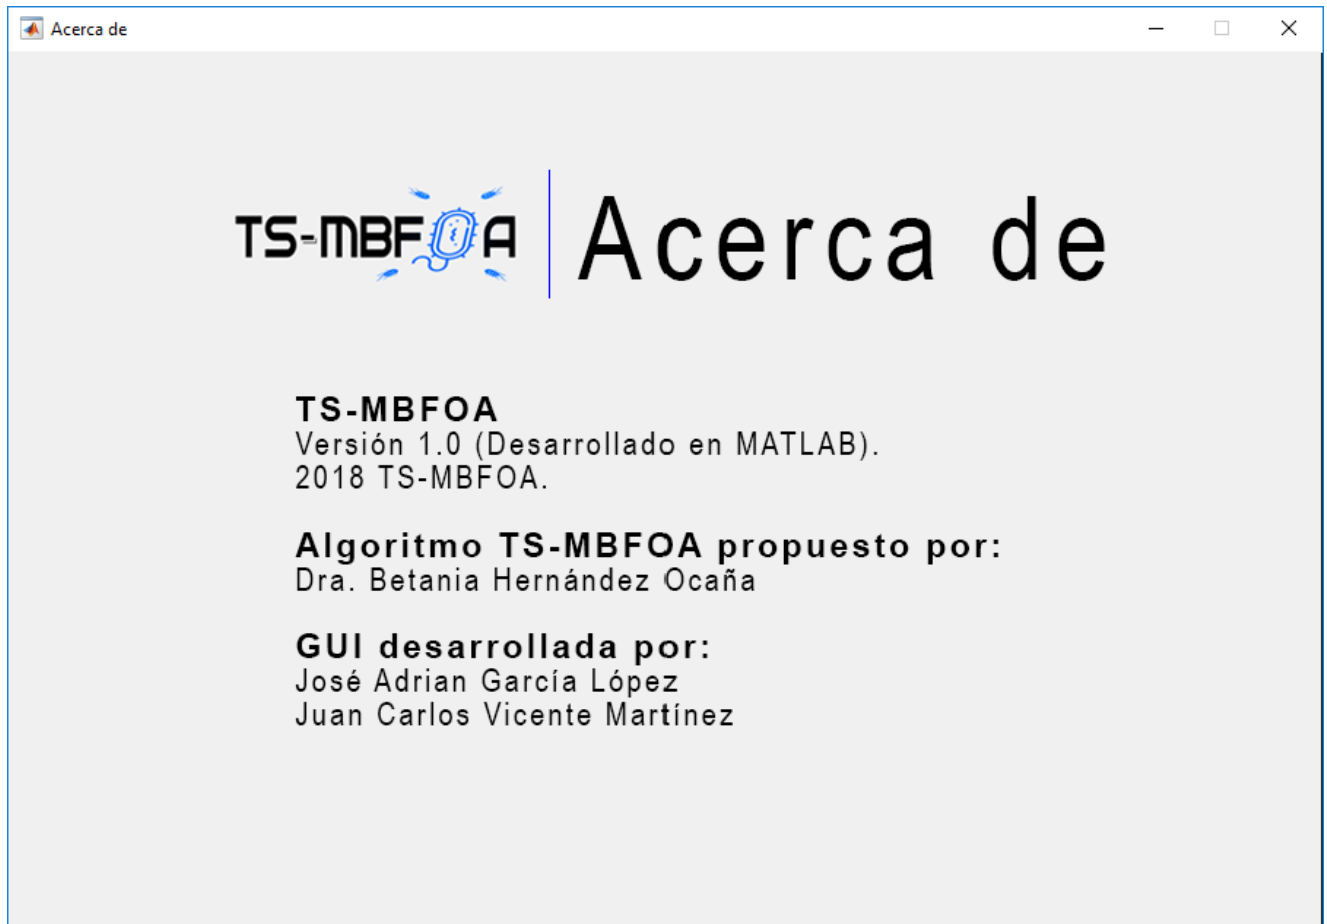 Acerca de
TS-MBFOA
Acerca de
TS-MBFOA
Versión 1.0 (Desarrollado en MATLAB).
2018 TS-MBFOA.
Algoritmo TS-MBFOA propuesto por:
Dra. Betania Hernández Ocaña
GUI desarrollada por:
José Adrian García López
Juan Carlos Vicente Martínez